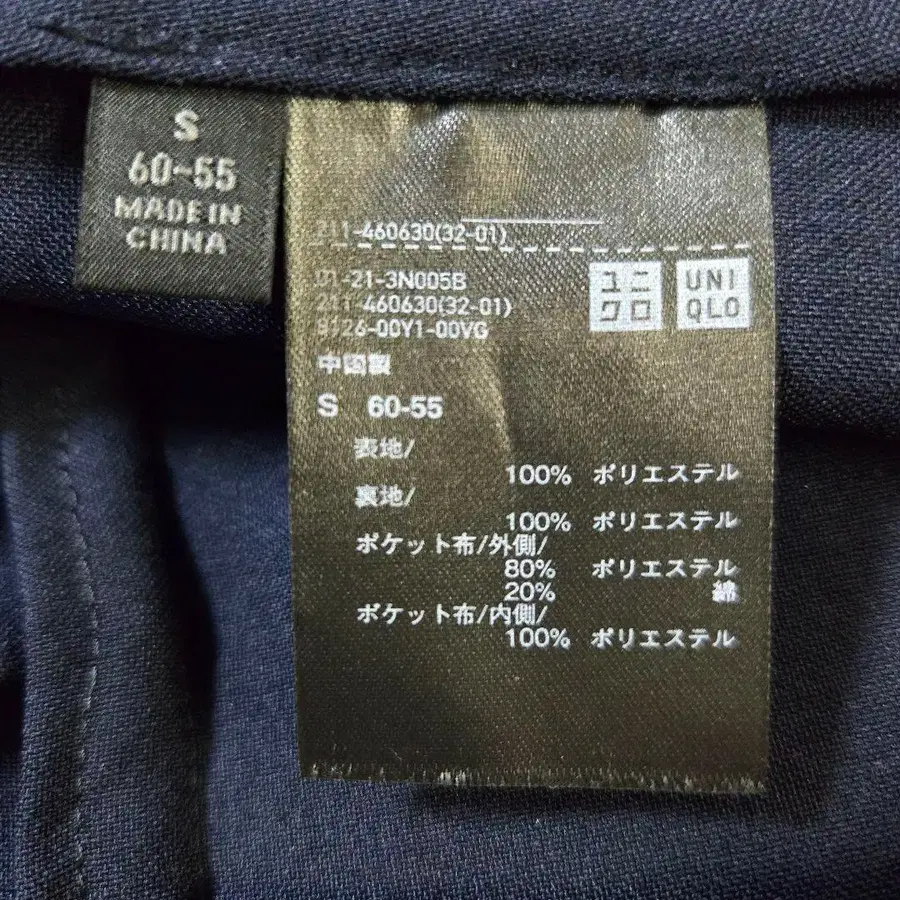 S
60~55
MADE IN
CHINA
211-460630(32-01)
01-21-3N005B
211-460630(32-01)
8126-00Y1-00VG
ユニ
クロ
UNI
QLO
中国製
S 60-55
表地/
100% ポリエステル
裏地/
100% ポリエステル
ポケット布/外側/
80% ポリエステル
20% 綿
ポケット布/内側/
100% ポリエステル